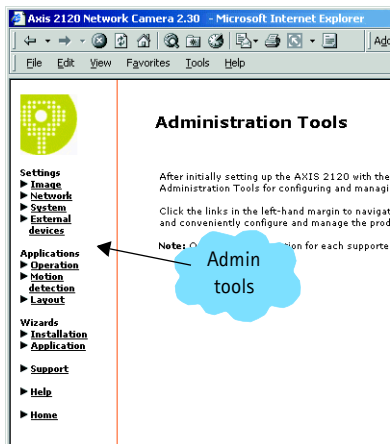 Axis 2120 Network Camera 2.30 - Microsoft Internet Explorer
File Edit View Favorites Tools Help
Administration Tools
Settings
Image
Network
System
External
devices
Applications
Operation
Motion
detection
Layout
Wizards
Installation
Application
Support
Help
Home
After initially setting up the AXIS 2120 with the
Administration Tools for configuring and managi
Click the links in the left-hand margin to navigat
and conveniently configure and manage the prod
Note: for each supporte
Admin
tools